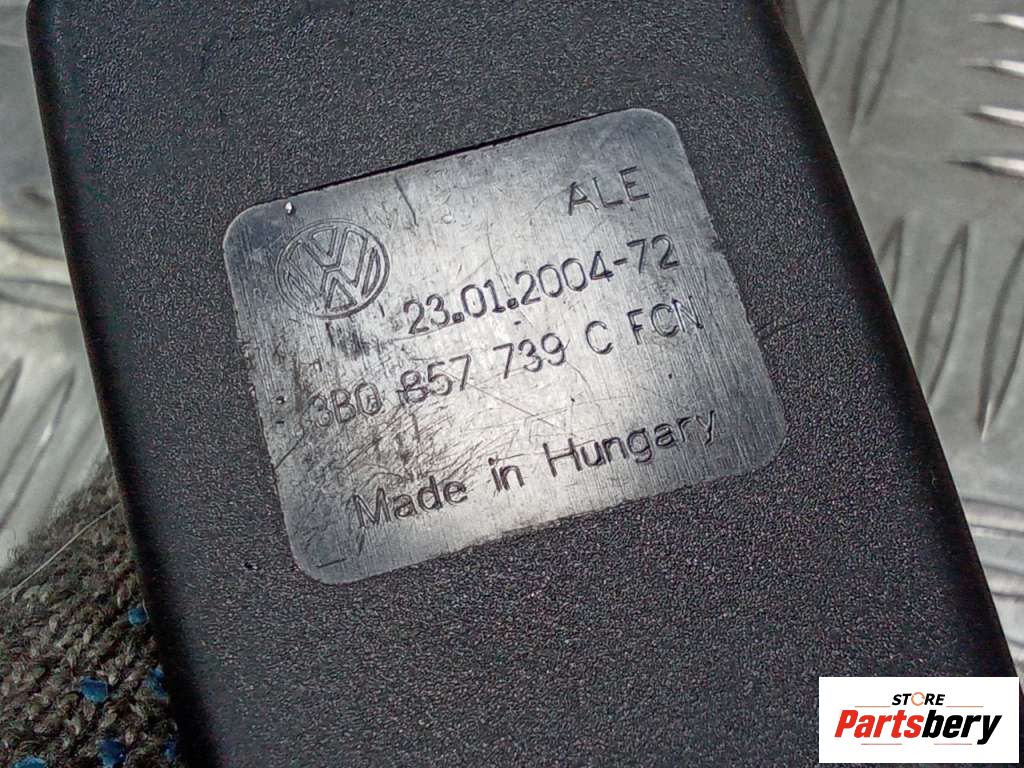 ALE
23.01.2004-72
3B0 857 739 C FCN
Made in Hungary
STORE
Partsbery